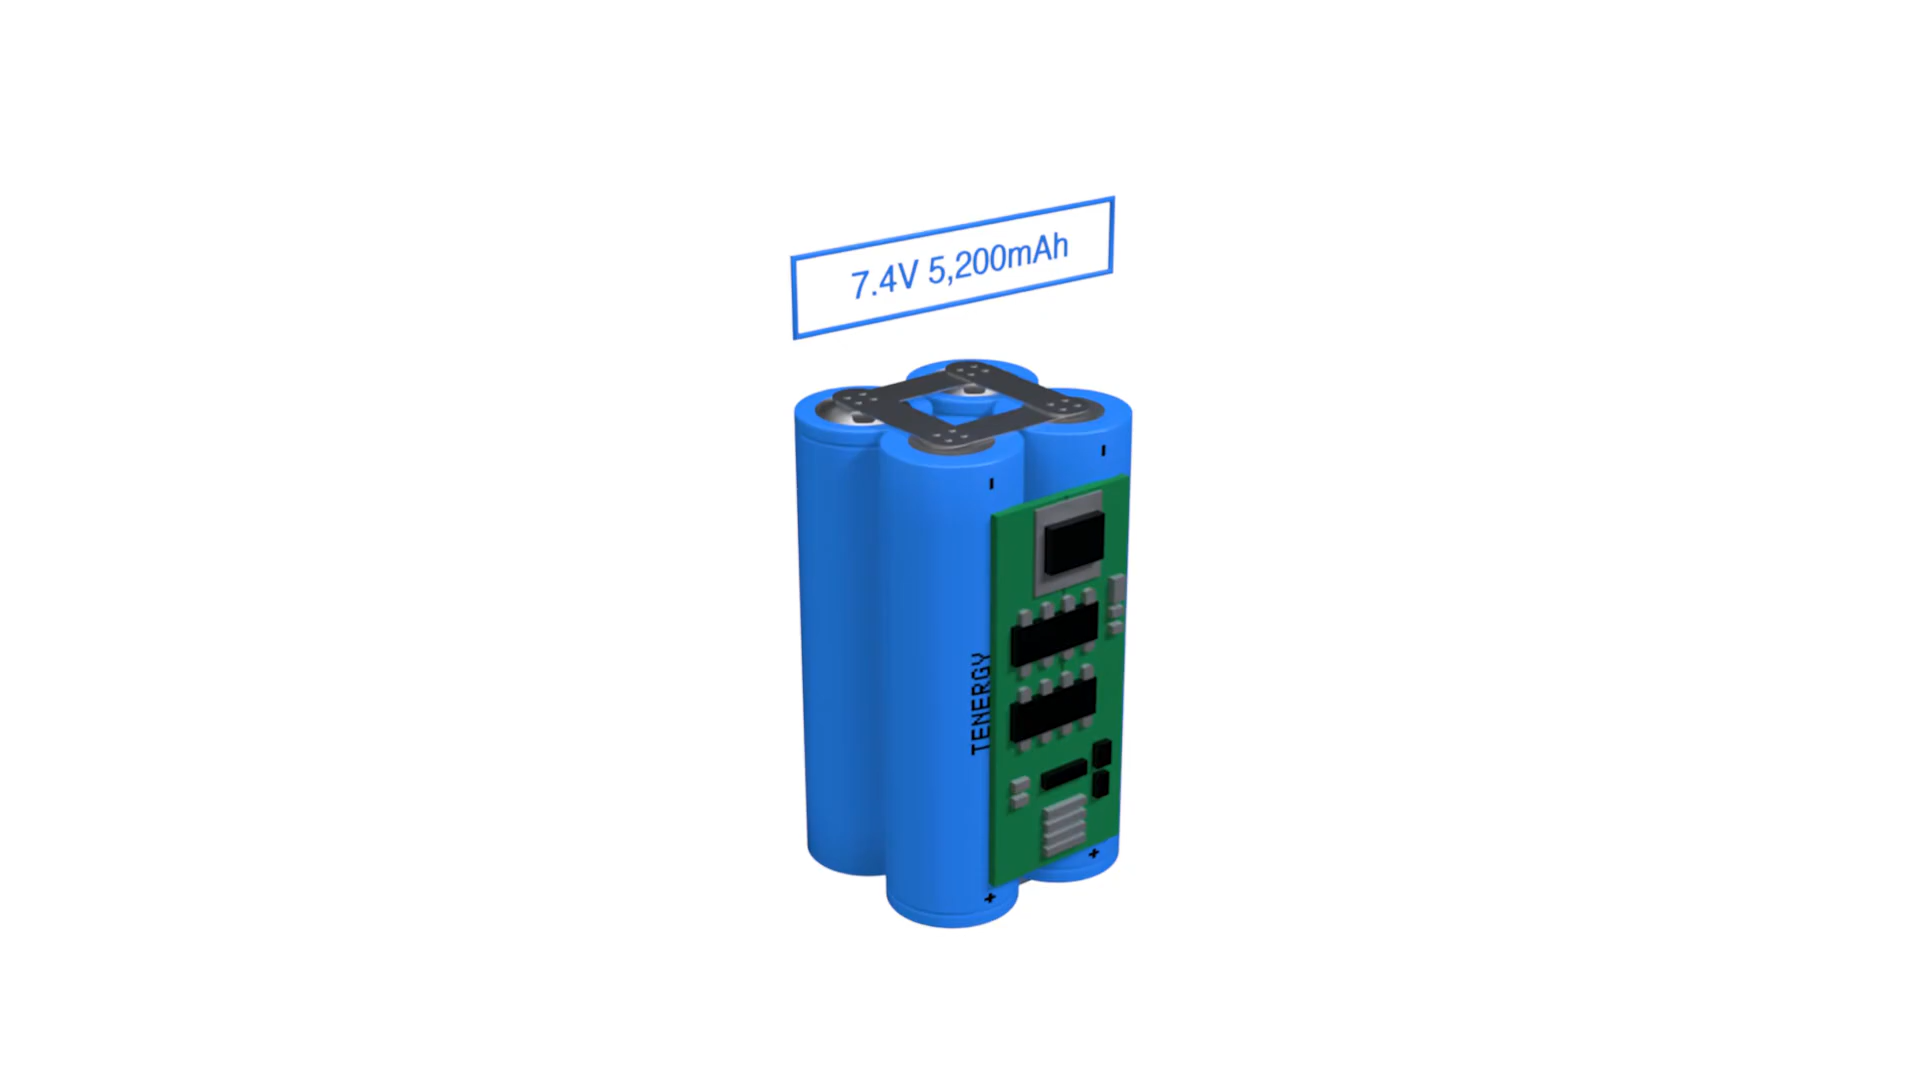 7.4V 5,200mAh
-
-
TENERGY
+
+